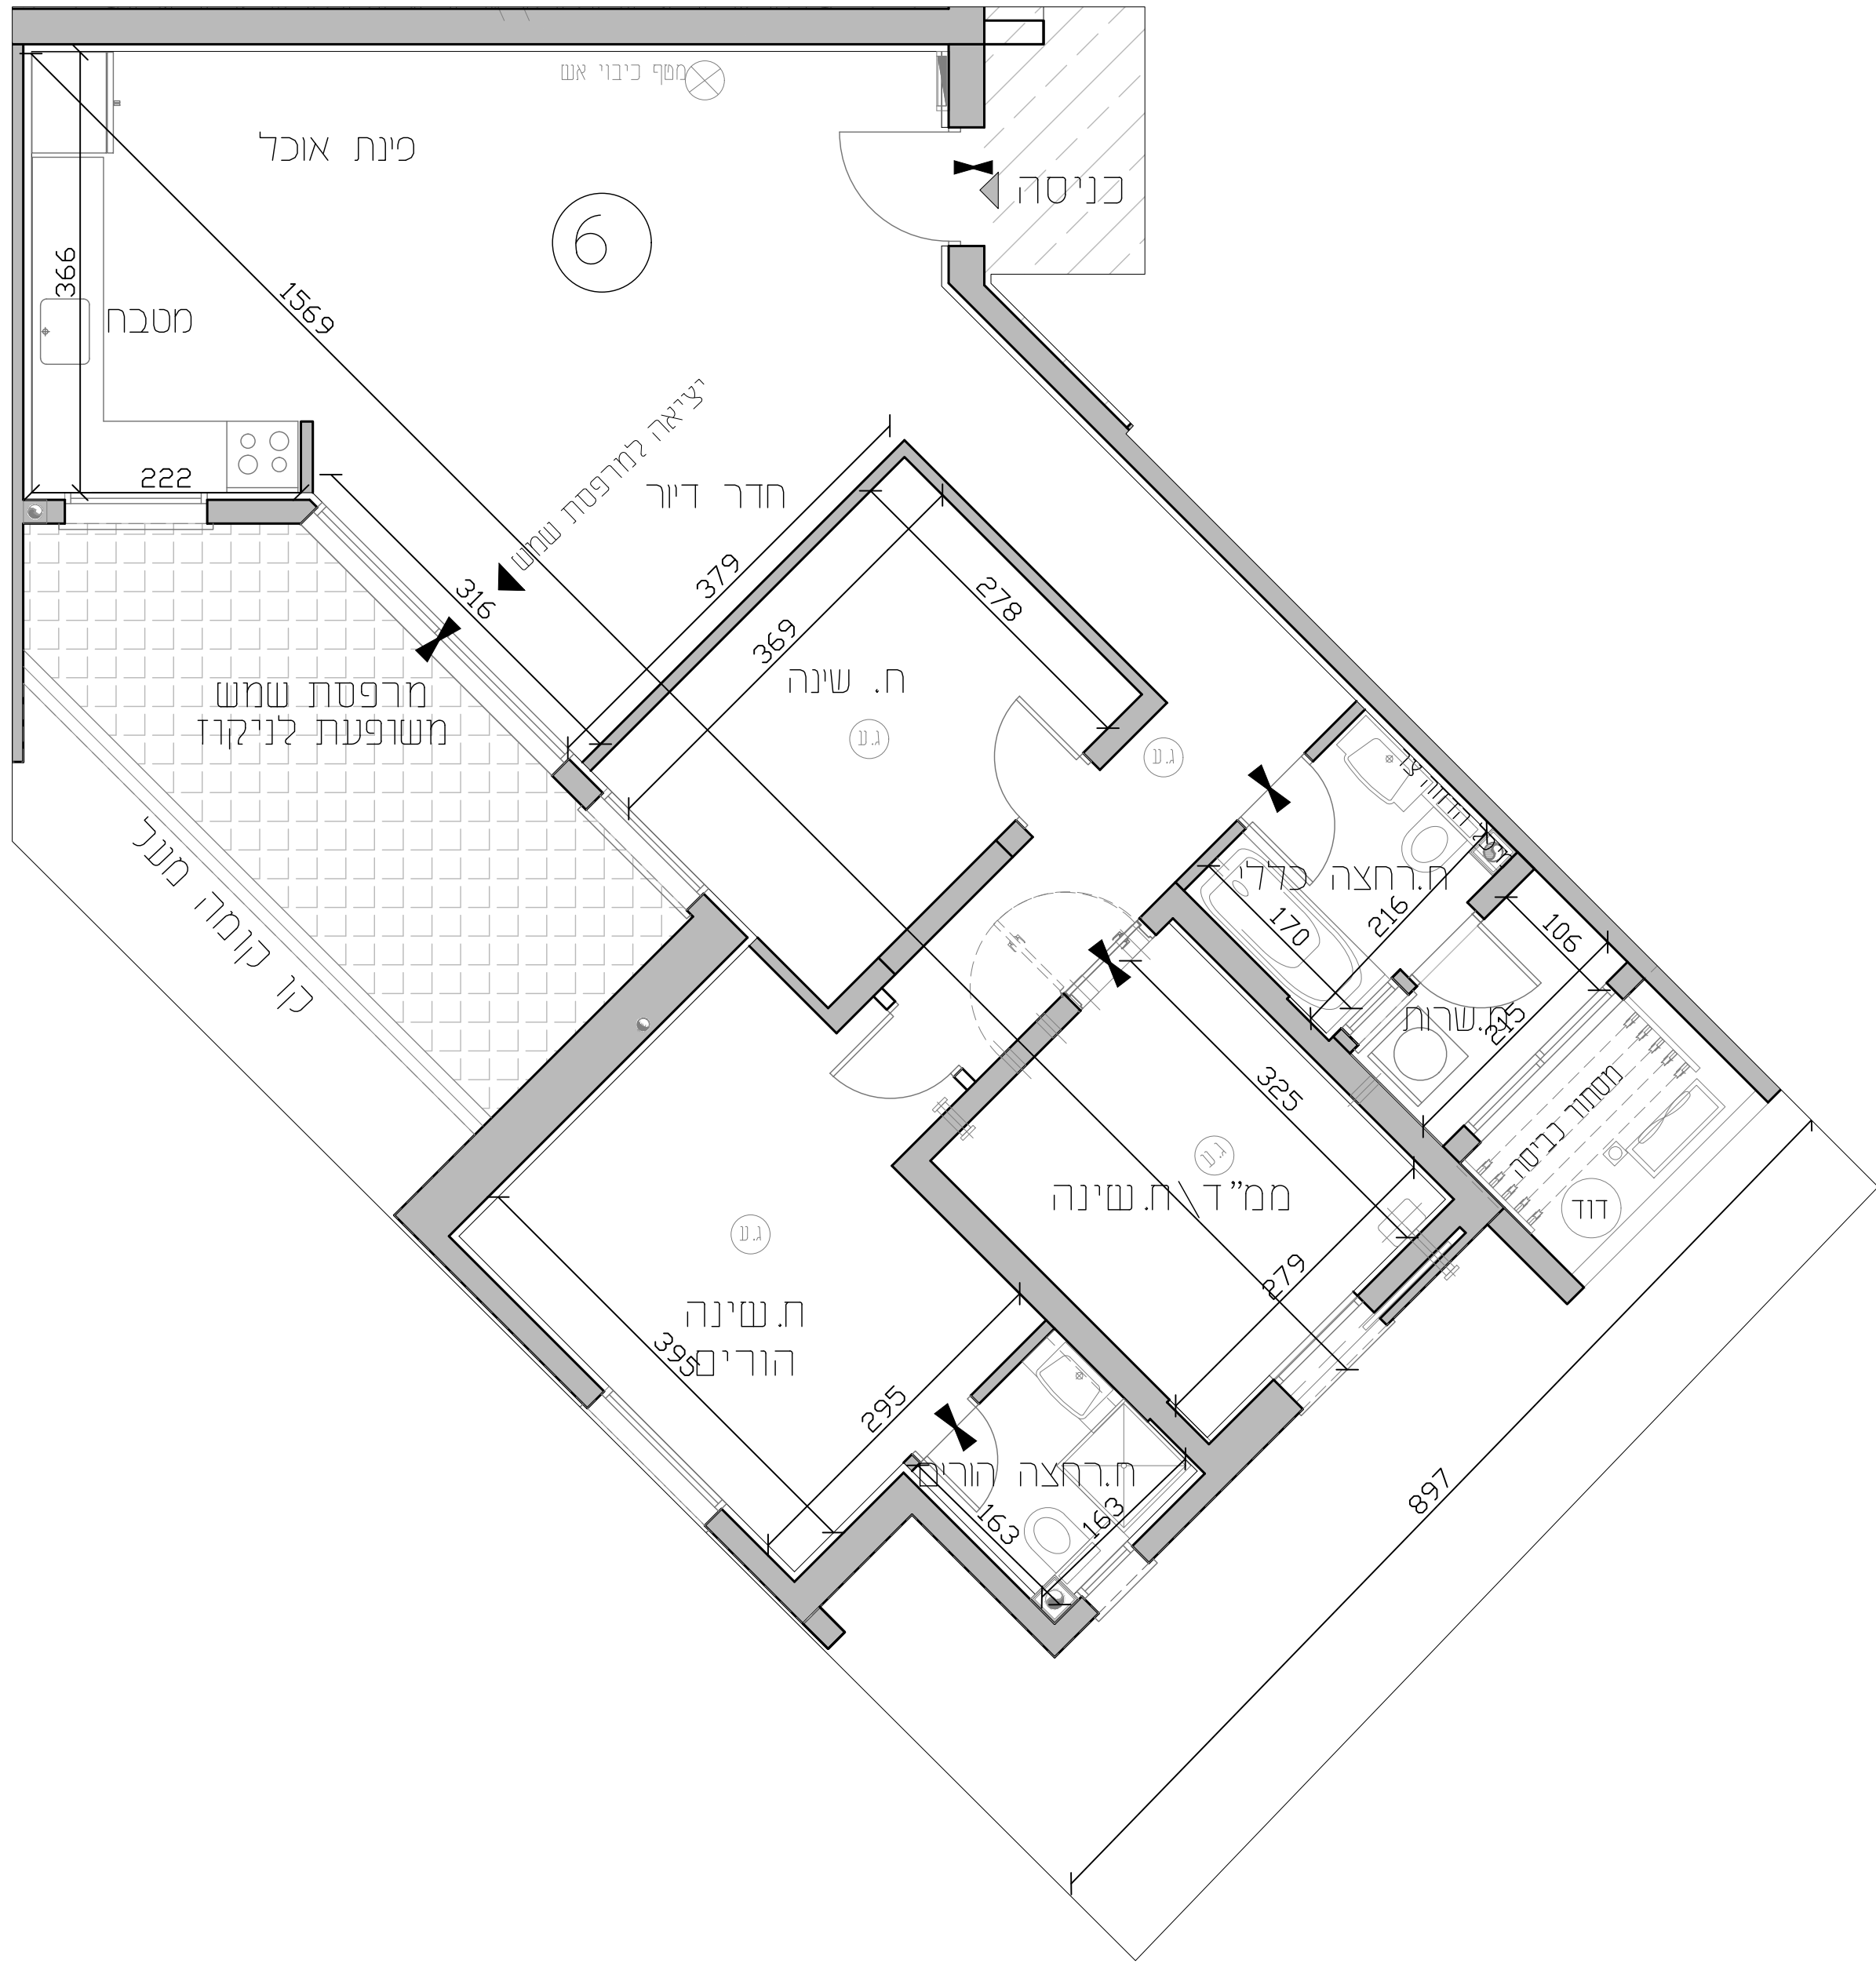 מטף כיבוי אש
פינת אוכל
כניסה
6
366
1569
מטבח
222
יציאה למרפסת שמש
חדר דיור
316
379
369
278
ח. שינה
ג.ע
ג.ע
מרפסת שמש
משופעת לניקוז
קו קומה מעל
ח.רחצה כללי
170
216
106
מ.שרות
215
מסתור כביסה
דוד
325
ג.ע
ממ"ד\ח.שינה
279
ג.ע
ח.שינה
הורים
395
295
ח.רחצה הורים
163
163
897